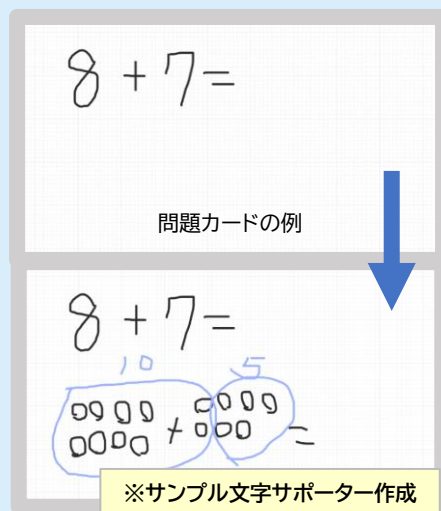 8+7=
問題カードの例
8+7=
10 5
+ =
※サンプル文字サポーター作成